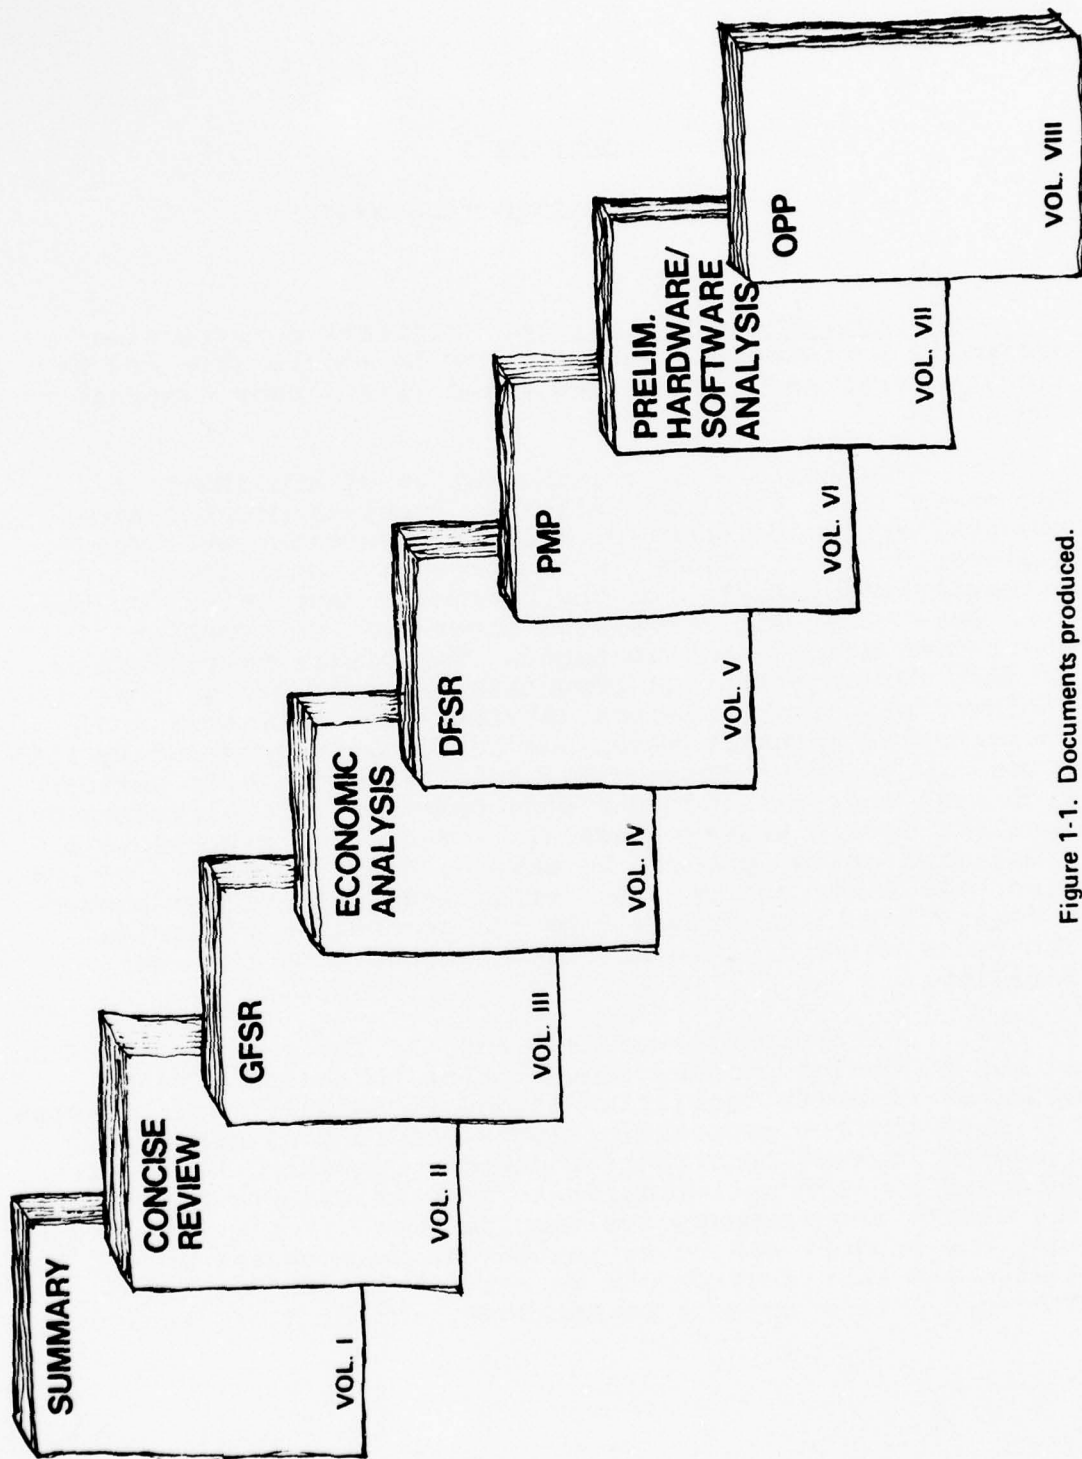 SUMMARY
VOL. I
CONCISE
REVIEW
VOL. II
GFSR
VOL. III
ECONOMIC
ANALYSIS
VOL. IV
DFSR
VOL. V
PMP
VOL. VI
PRELIM.
HARDWARE/
SOFTWARE
ANALYSIS
VOL. VII
OPP
VOL. VIII
Figure 1-1. Documents produced.